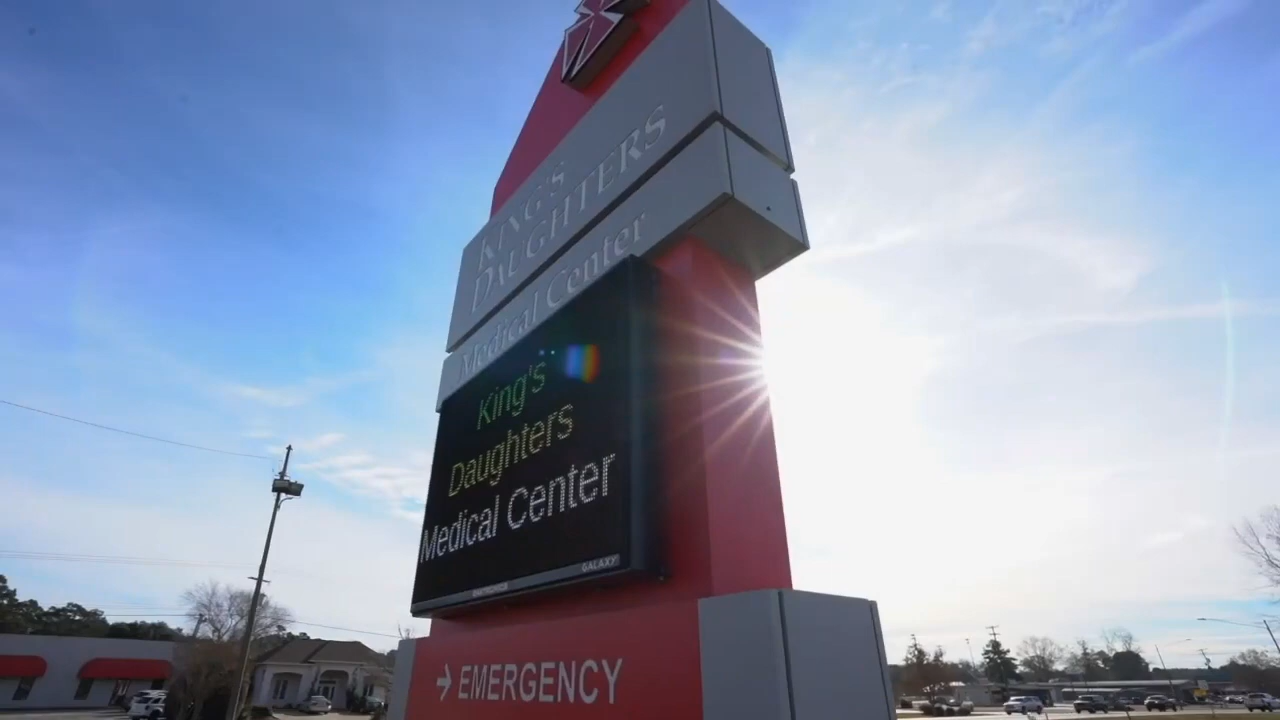 KING'S
DAUGHTERS
Medical Center
King's
Daughters
Medical Center
GALAXY
→ EMERGENCY